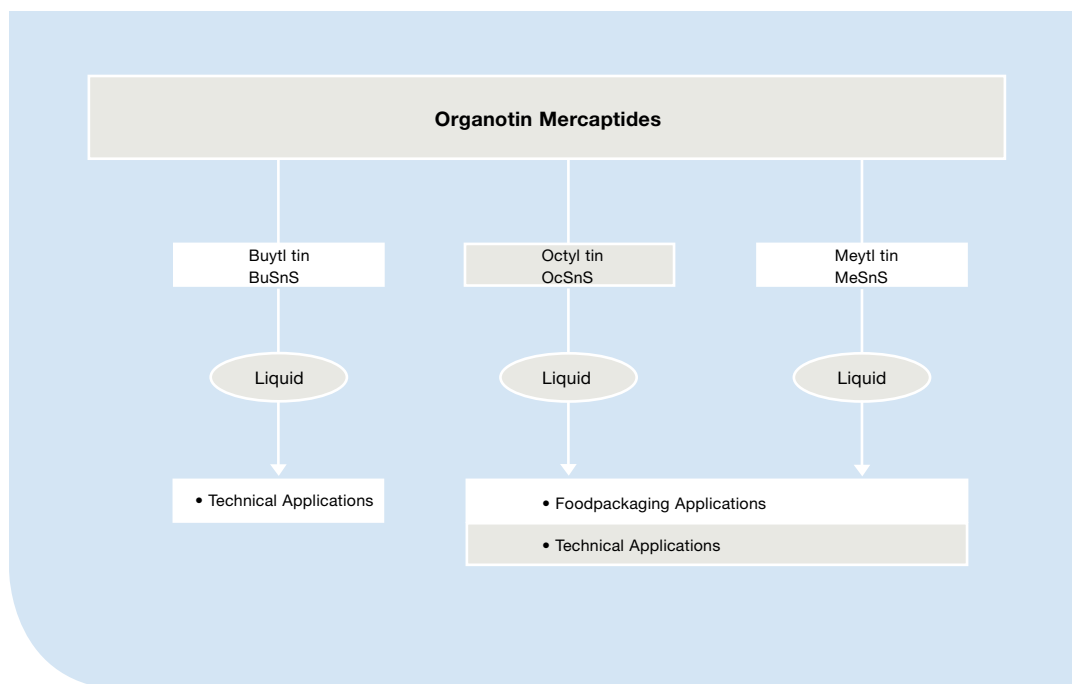 Organotin Mercaptides
Buytl tin
BuSnS
Octyl tin
OcSnS
Meytl tin
MeSnS
Liquid
Liquid
Liquid
• Technical Applications
• Foodpackaging Applications
• Technical Applications